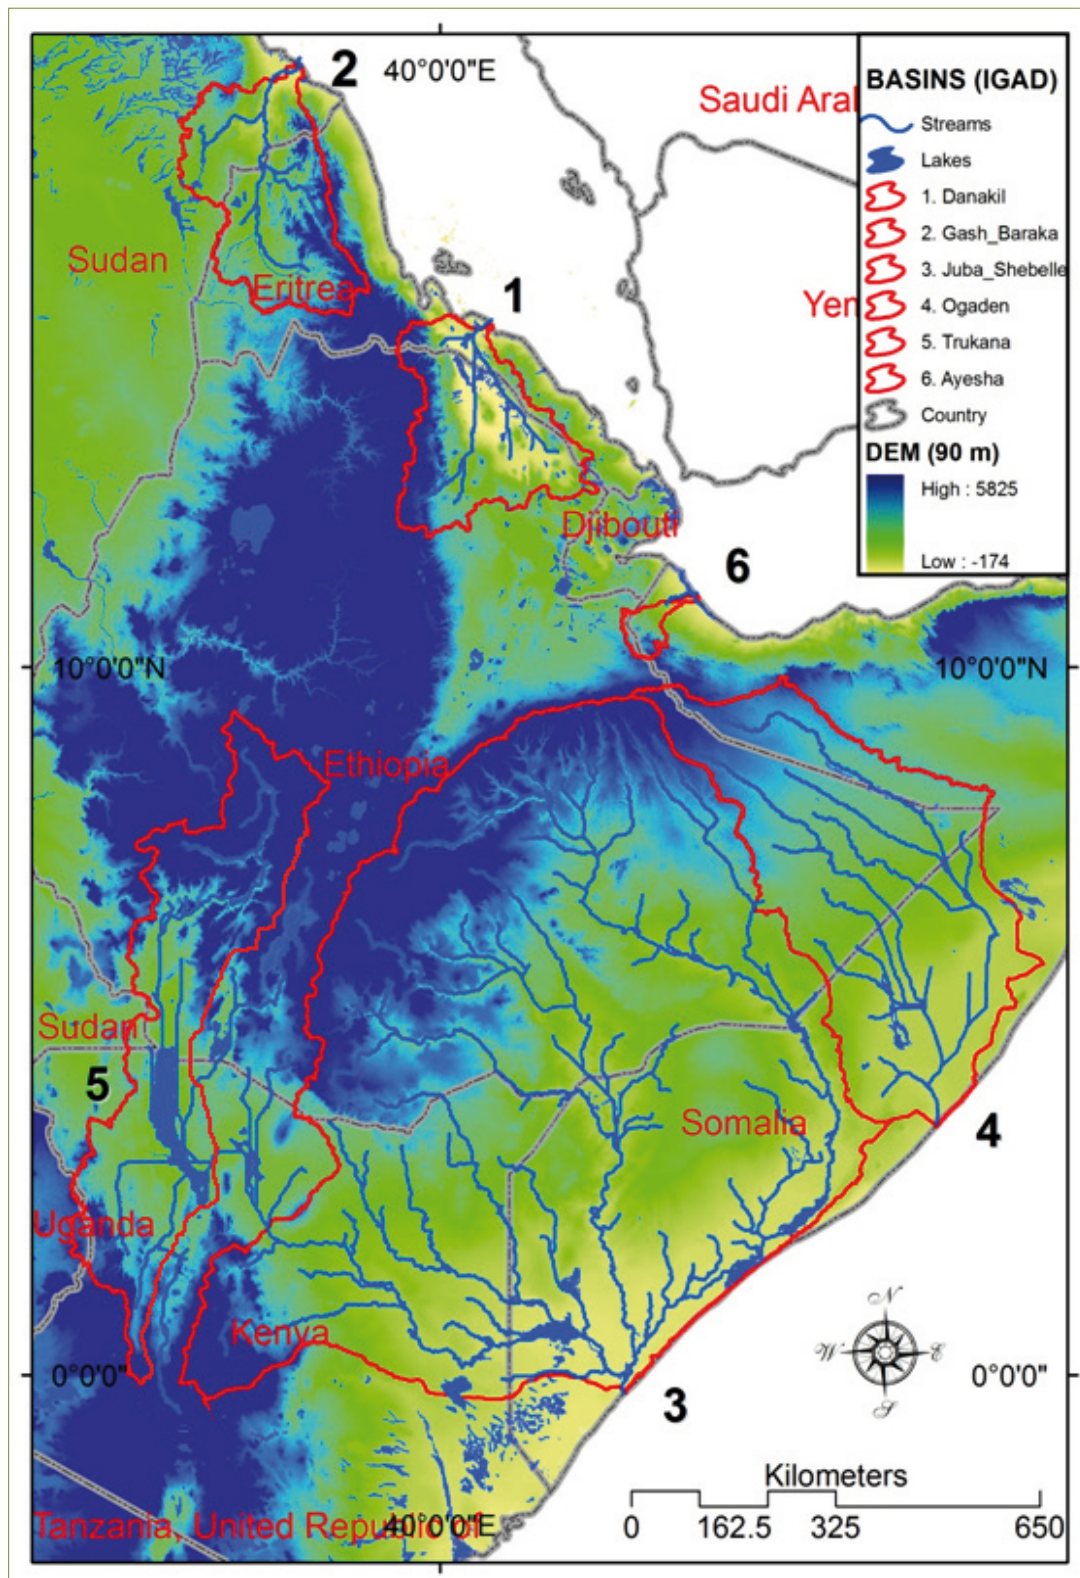 2
40°0'0"E
Saudi Aral
BASINS (IGAD)
Streams
Lakes
1. Danakil
2. Gash_Baraka
3. Juba_Shebelle
4. Ogaden
5. Trukana
6. Ayesha
Country
DEM (90 m)
High : 5825
Low : -174
Sudan
Eritrea
1
Yen
Djibouti
6
10°0'0"N
10°0'0"N
Ethiopia
Sudan
5
Somalia
4
Uganda
Kenya
N
W
E
S
0°0'0"
0°0'0"
3
Kilometers
0
162.5
325
650
Tanzania, United Republic of
40°0'0"E